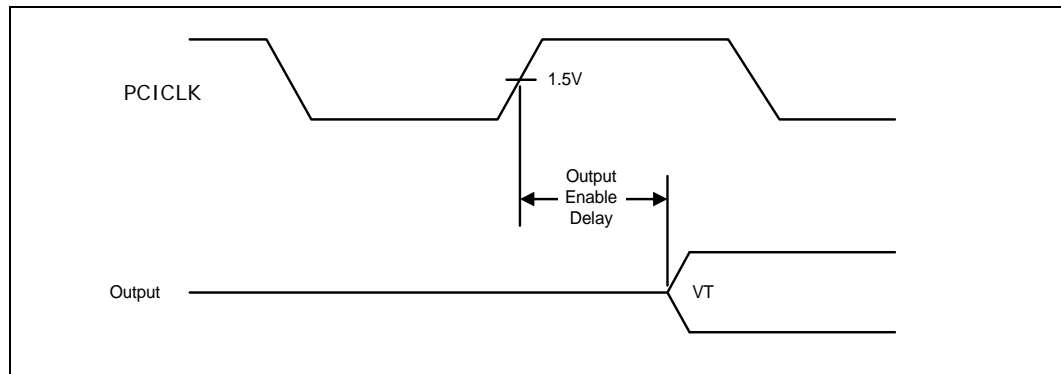 1.5V
PCICLK
Output
Enable
Delay
Output
VT